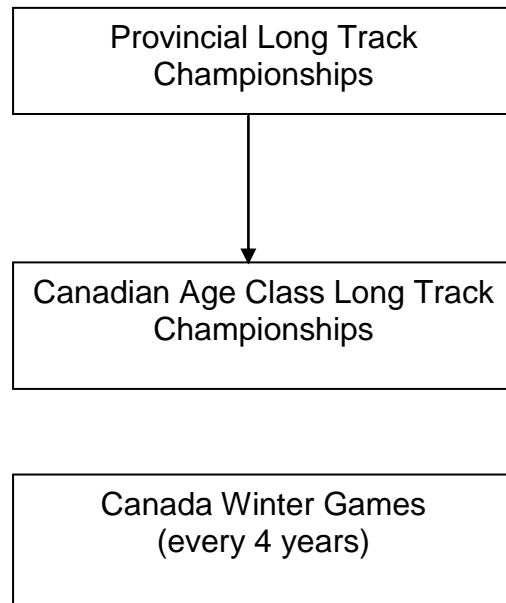 Provincial Long Track
Championships
Canadian Age Class Long Track
Championships
Canada Winter Games
(every 4 years)